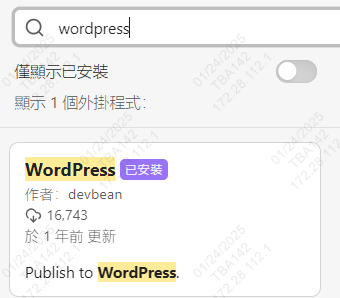 wordpress
僅顯示已安裝
顯示 1 個外掛程式:
WordPress 已安裝
作者: devbean
16,743
於 1 年前 更新
Publish to WordPress.
01/24/2025
TBA142
172.28.112.1